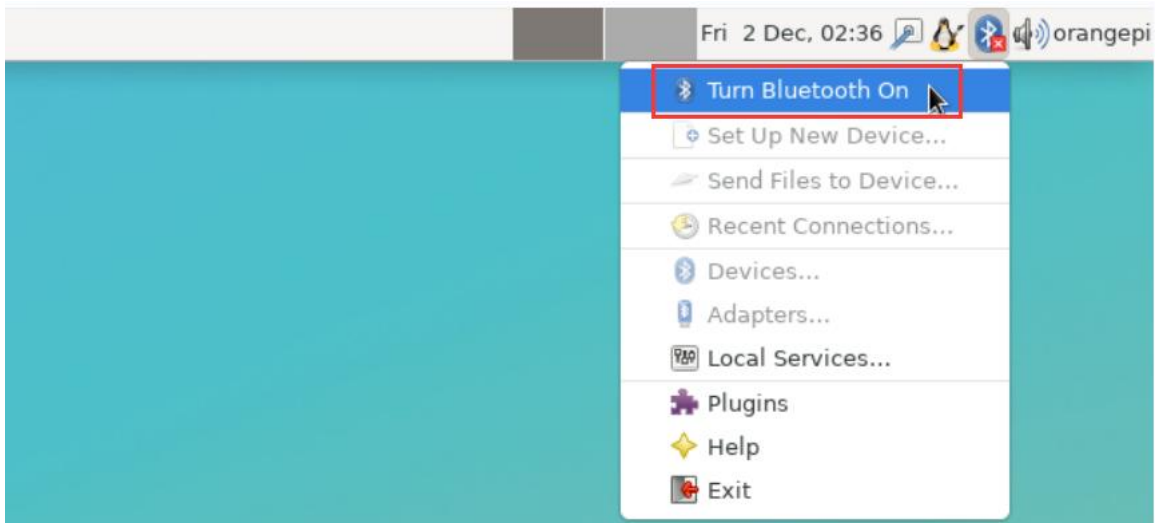 Fri 2 Dec, 02:36 orangepi
Turn Bluetooth On
Set Up New Device...
Send Files to Device...
Recent Connections...
Devices...
Adapters...
Local Services...
Plugins
Help
Exit